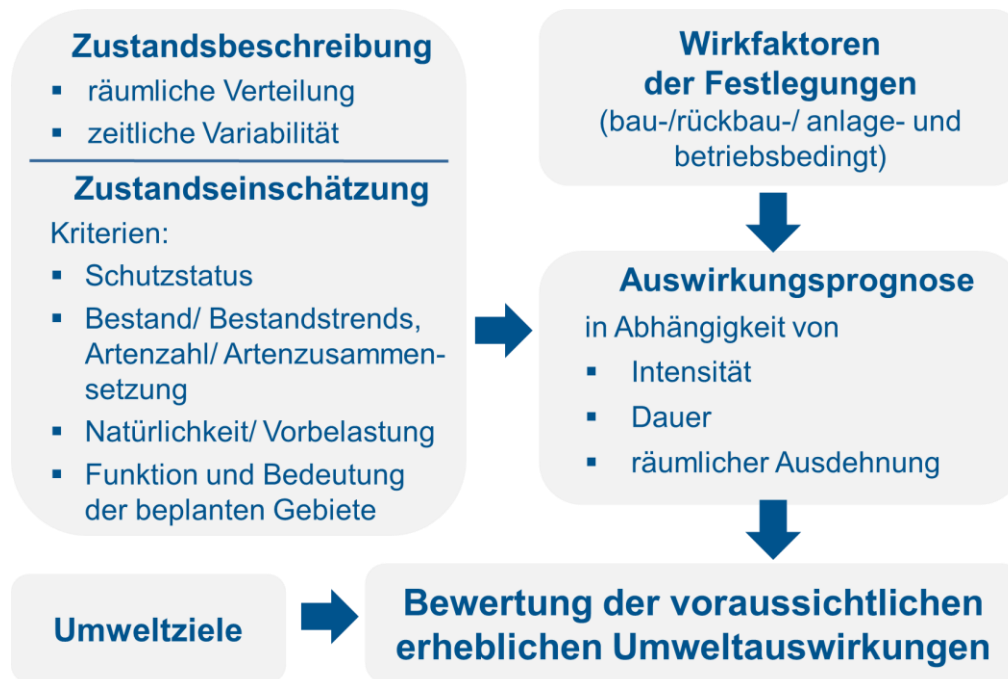 Zustandsbeschreibung
▪ räumliche Verteilung
▪ zeitliche Variabilität
Zustandseinschätzung
Kriterien:
▪ Schutzstatus
▪ Bestand/ Bestandstrends,
Artenzahl/ Artenzusammen-
setzung
▪ Natürlichkeit/ Vorbelastung
▪ Funktion und Bedeutung
der beplanten Gebiete
Wirkfaktoren
der Festlegungen
(bau-/rückbau-/ anlage- und
betriebsbedingt)
Auswirkungsprognose
in Abhängigkeit von
▪ Intensität
▪ Dauer
▪ räumlicher Ausdehnung
Umweltziele
Bewertung der voraussichtlichen
erheblichen Umweltauswirkungen